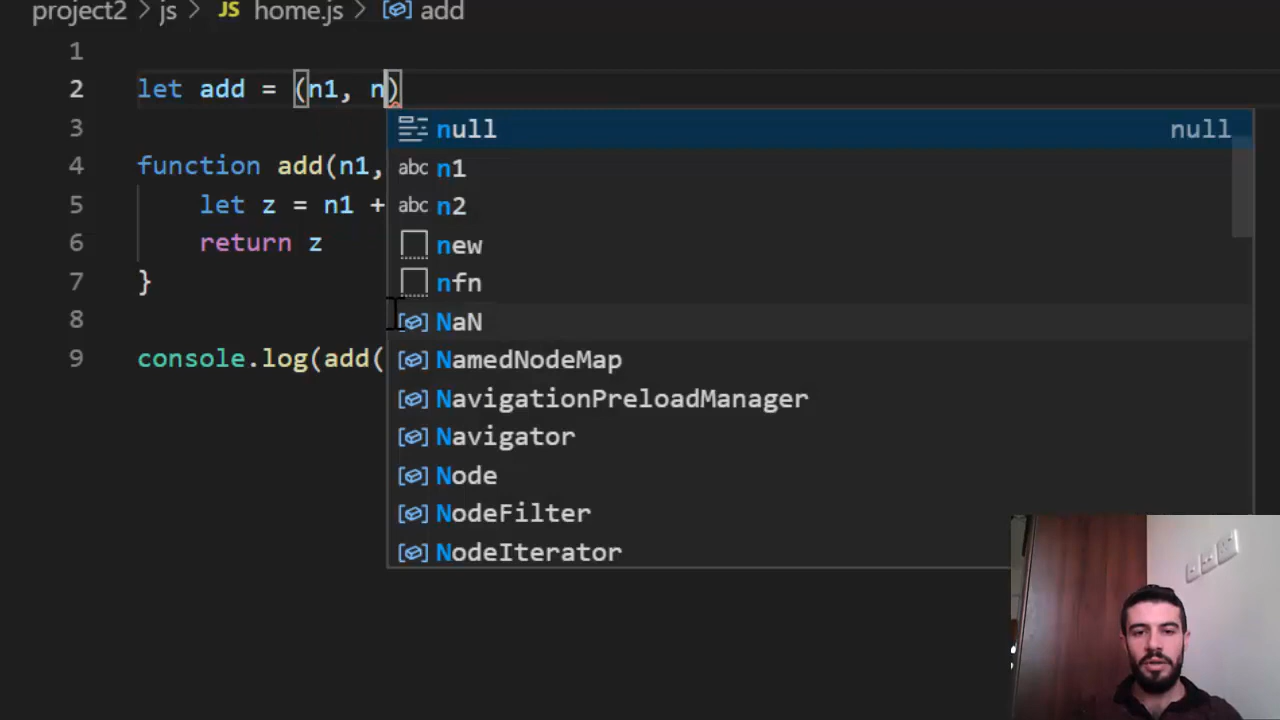 project2 > js > JS home.js > add
1
2 let add = (n1, n)
3
4 function add(n1,
5 let z = n1 +
6 return z
7 }
8
9 console.log(add(
null null
abc n1
abc n2
new
nfn
NaN
NamedNodeMap
NavigationPreloadManager
Navigator
Node
NodeFilter
NodeIterator